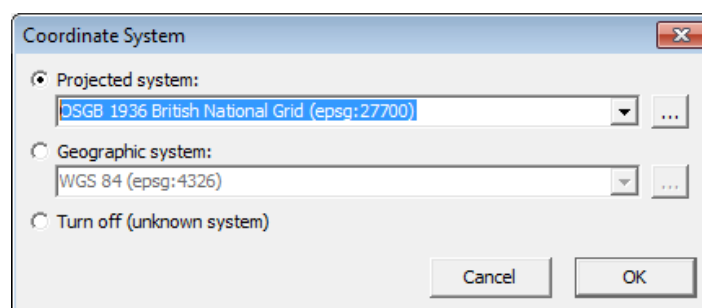 Coordinate System
Projected system:
OSGB 1936 British National Grid (epsg:27700)
...
Geographic system:
WGS 84 (epsg:4326)
...
Turn off (unknown system)
Cancel OK